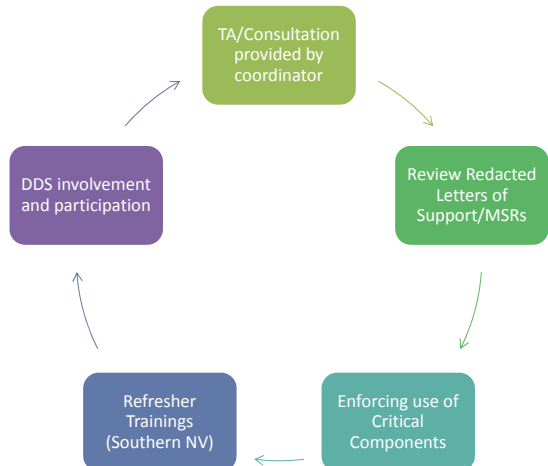 TA/Consultation
provided by
coordinator
Review Redacted
Letters of
Support/MSRs
Enforcing use of
Critical
Components
Refresher
Trainings
(Southern NV)
DDS involvement
and participation